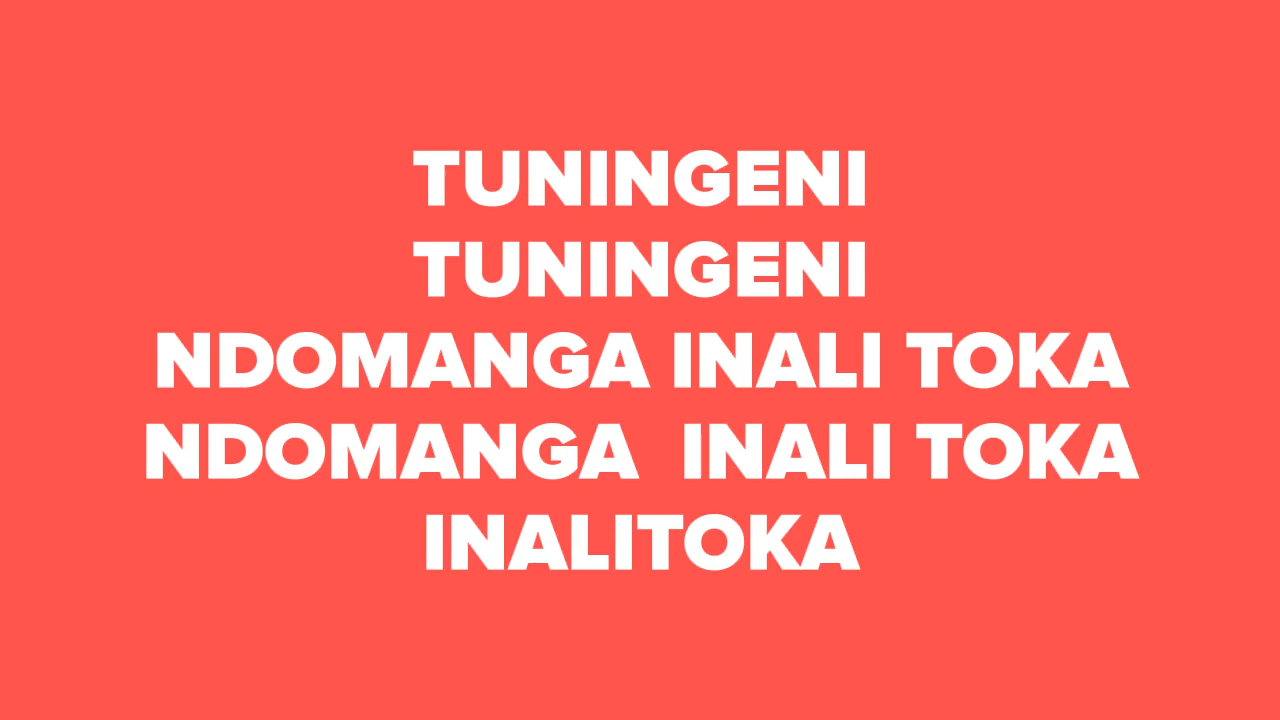 TUNINGENI
TUNINGENI
NDOMANGA INALI TOKA
NDOMANGA  INALI TOKA
INALITOKA